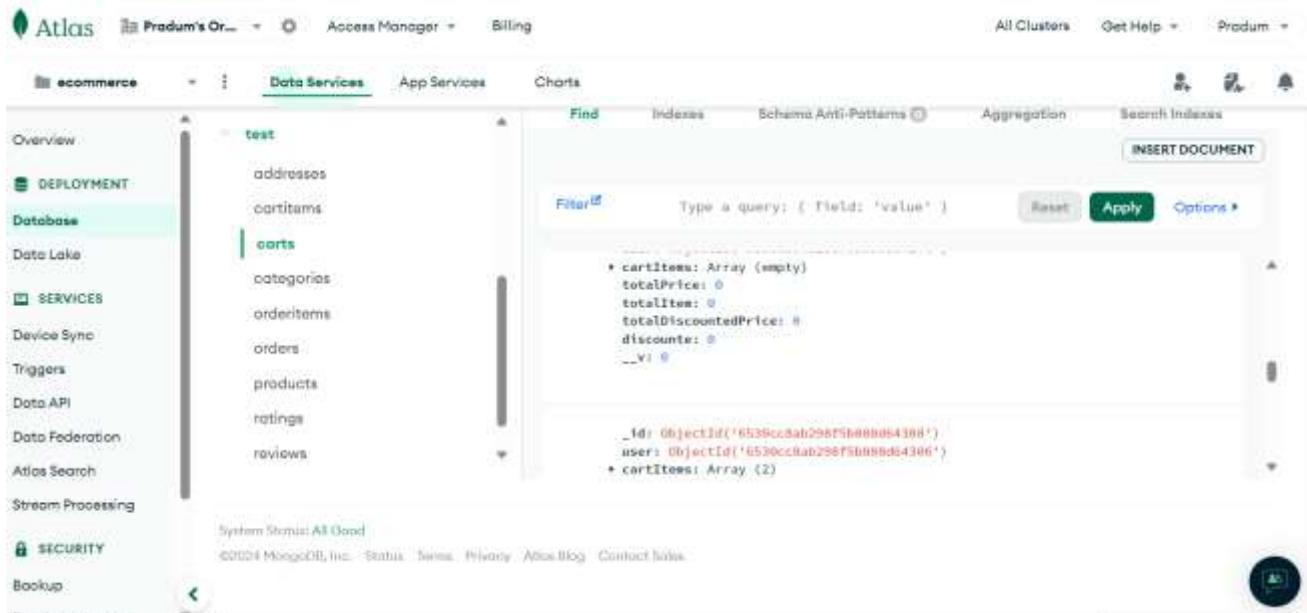 Atlas
Pradum's Or...
Access Manager
Billing
All Clusters
Get Help
Pradum
ecommerce
Data Services
App Services
Charts
Overview
DEPLOYMENT
Database
Data Lake
SERVICES
Device Sync
Triggers
Data API
Data Federation
Atlas Search
Stream Processing
SECURITY
Backup
test
addresses
cartitems
carts
categories
orderitems
orders
products
ratings
reviews
Find
Indexes
Schema Anti-Patterns
Aggregation
Search Indexes
INSERT DOCUMENT
Filter
Type a query: { field: 'value' }
Reset
Apply
Options
cartItems: Array (empty)
totalPrice: 0
totalItem: 0
totalDiscountedPrice: 0
discounte: 0
__v: 0
_id: ObjectId(
user: ObjectId(
cartItems: Array (2)
System Status: All Good
©2024 MongoDB, Inc. Status Terms Privacy Atlas Blog Contact Sales